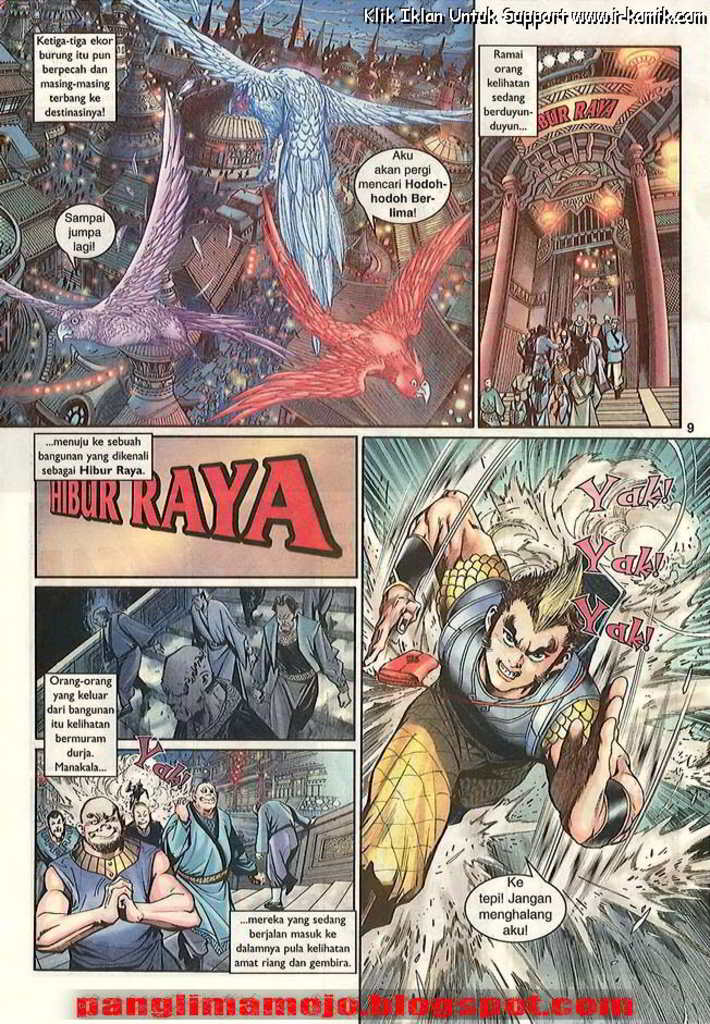 Klik Iklan Untuk Support www.ir-komik.com
Ketiga-tiga ekor
burung itu pun
berpecah dan
masing-masing
terbang ke
destinasinya!
Sampai
jumpa
lagi!
Aku
akan pergi
mencari Hodoh-
hodoh Ber-
lima!
Ramai
orang
kelihatan
sedang
berduyun-
duyun...
HIBUR RAYA
9
...menuju ke sebuah
bangunan yang dikenali
sebagai Hibur Raya.
HIBUR RAYA
Orang-orang
yang keluar
dari bangunan
itu kelihatan
bermuram
durja.
Manakala...
Yak!
...mereka yang sedang
berjalan masuk ke
dalamnya pula kelihatan
amat riang dan gembira.
Yak!
Yak!
Yak!
Ke
tepi! Jangan
menghalang
aku!
panglimamojo.blogspot.com